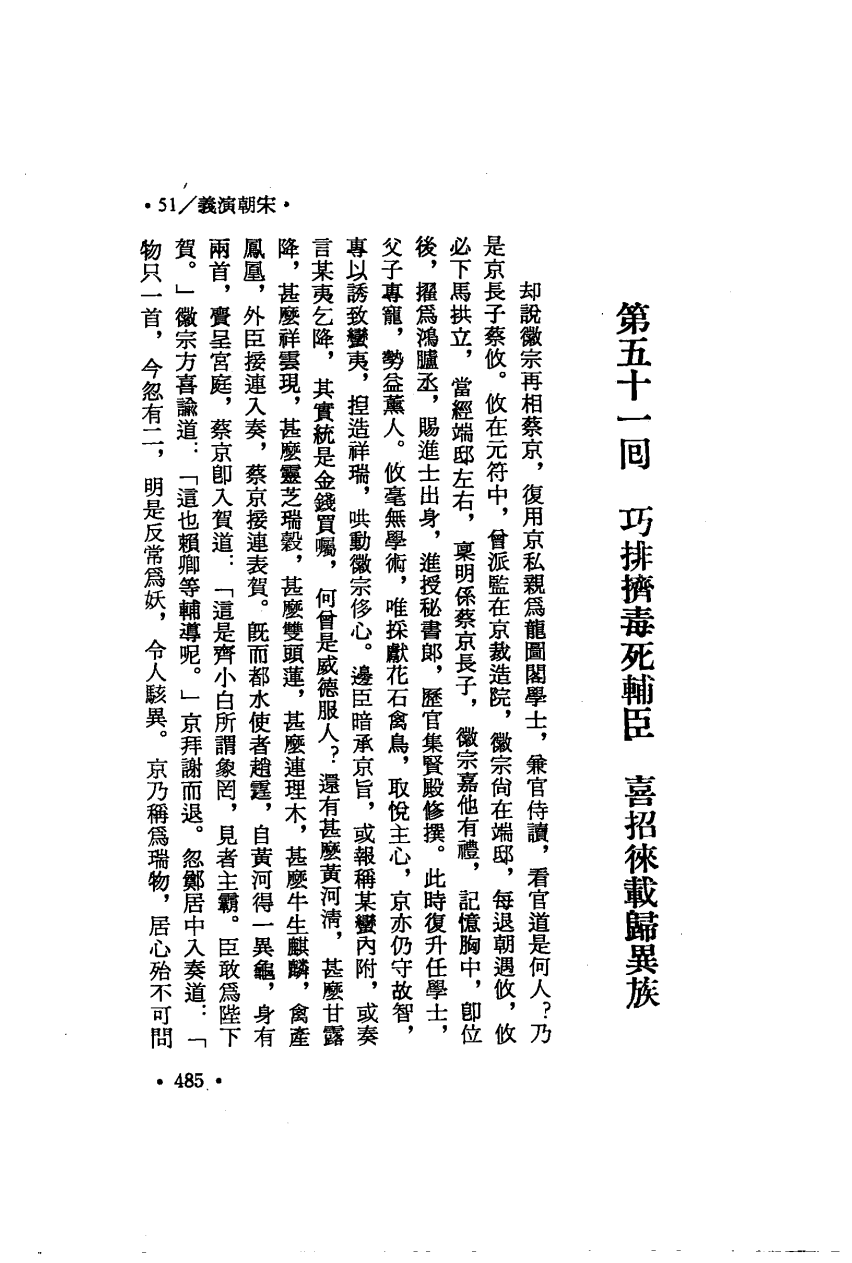 •51/義演朝宋•
第五十一回　巧排擠毒死輔臣　喜招徠載歸異族
却說徽宗再相蔡京，復用京私親爲龍圖閣學士，兼官侍讀，看官道是何人？乃
是京長子蔡攸。攸在元符中，曾派監在京裁造院，徽宗尙在端邸，每退朝遇攸，攸
必下馬拱立，當經端邸左右，稟明係蔡京長子，徽宗嘉他有禮，記憶胸中，卽位
後，擢爲鴻臚丞，賜進士出身，進授秘書郞，歷官集賢殿修撰。此時復升任學士，
父子專寵，勢益薰人。攸毫無學術，唯採獻花石禽鳥，取悅主心，京亦仍守故智，
專以誘致蠻夷，揑造祥瑞，哄動徽宗侈心。邊臣暗承京旨，或報稱某蠻內附，或奏
言某夷乞降，其實統是金錢買囑，何曾是威德服人？還有甚麼黃河淸，甚麼甘露
降，甚麼祥雲現，甚麼靈芝瑞穀，甚麼雙頭蓮，甚麼連理木，甚麼牛生麒麟，禽產
鳳凰，外臣接連入奏，蔡京接連表賀。旣而都水使者趙霆，自黃河得一異龜，身有
兩首，賫呈宮庭，蔡京卽入賀道：「這是齊小白所謂象罔，見者主霸。臣敢爲陛下
賀。」徽宗方喜諭道：「這也賴卿等輔導呢。」京拜謝而退。忽鄭居中入奏道：「
物只一首，今忽有二，明是反常爲妖，令人駭異。京乃稱爲瑞物，居心殆不可問
•485•